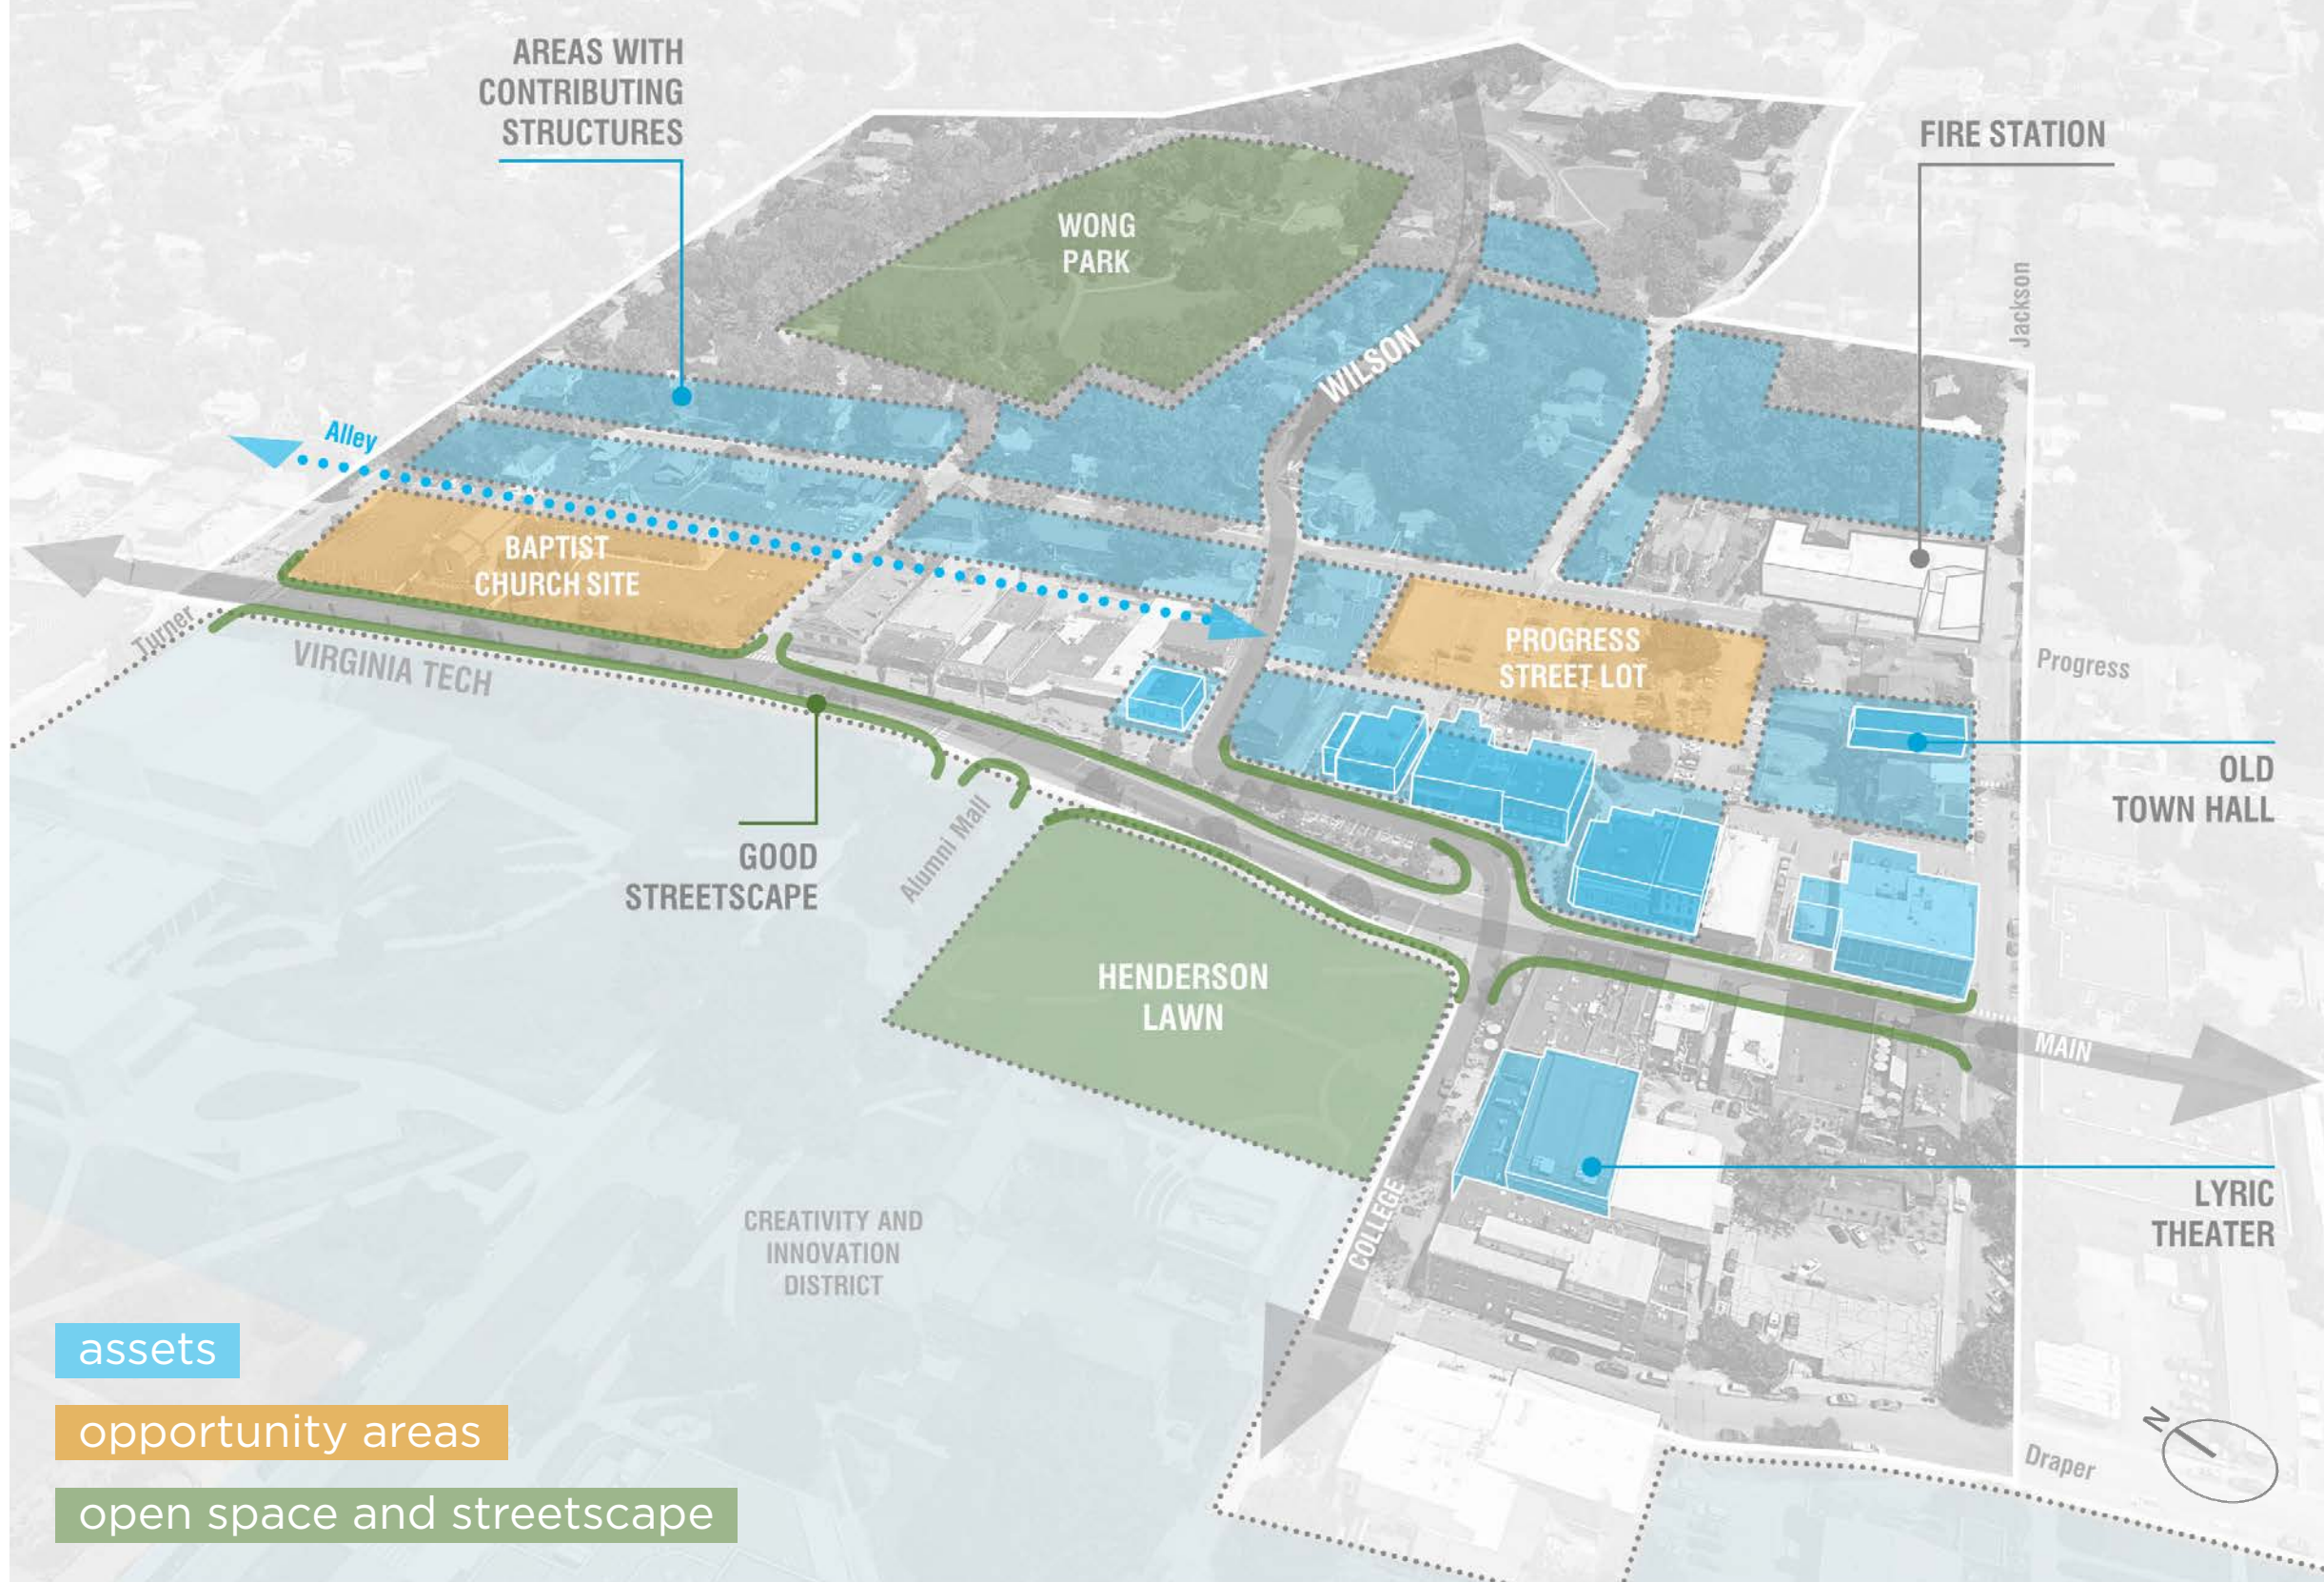 AREAS WITH
CONTRIBUTING
STRUCTURES
FIRE STATION
WONG
PARK
Jackson
WILSON
Alley
BAPTIST
CHURCH SITE
PROGRESS
STREET LOT
Turner
VIRGINIA TECH
Progress
OLD
TOWN HALL
GOOD
STREETSCAPE
Alumni Mall
HENDERSON
LAWN
MAIN
LYRIC
THEATER
COLLEGE
CREATIVITY AND
INNOVATION
DISTRICT
assets
opportunity areas
open space and streetscape
N
Draper